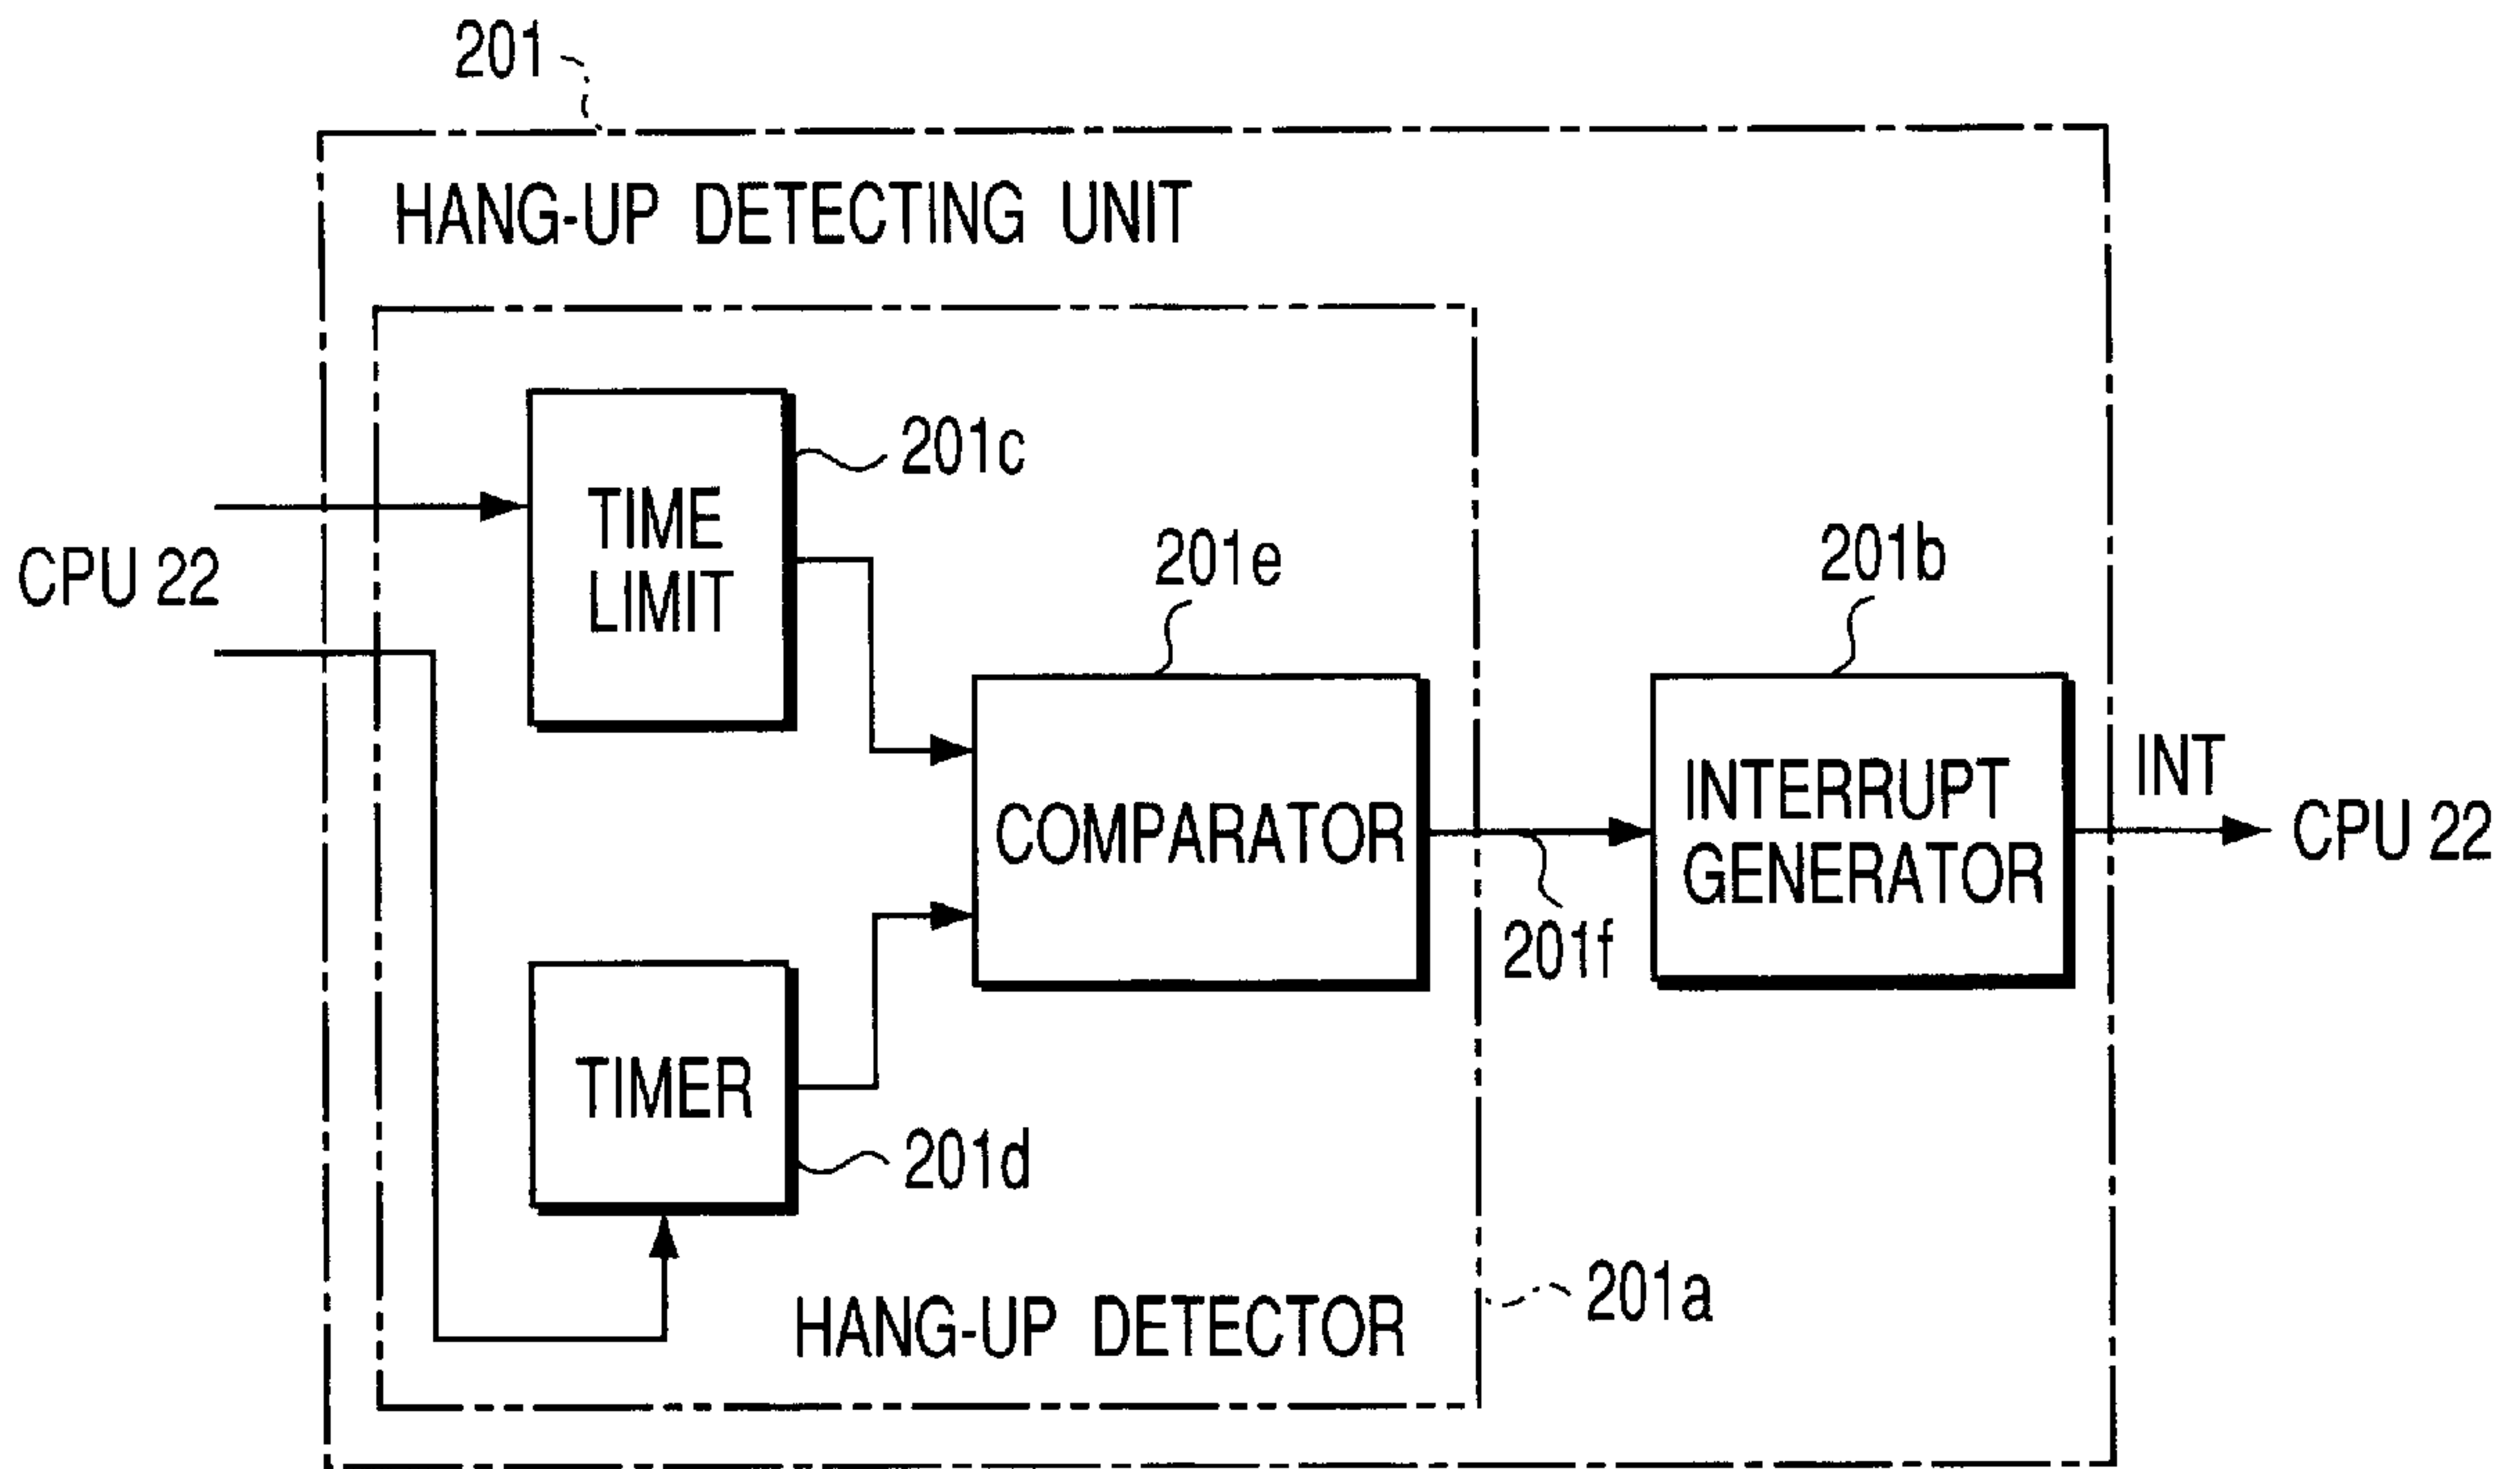 201
HANG-UP DETECTING UNIT
201c
TIME
LIMIT
CPU 22
201e
201b
INT
INTERRUPT
GENERATOR
COMPARATOR
CPU 22
201f
TIMER
201d
201a
HANG-UP DETECTOR